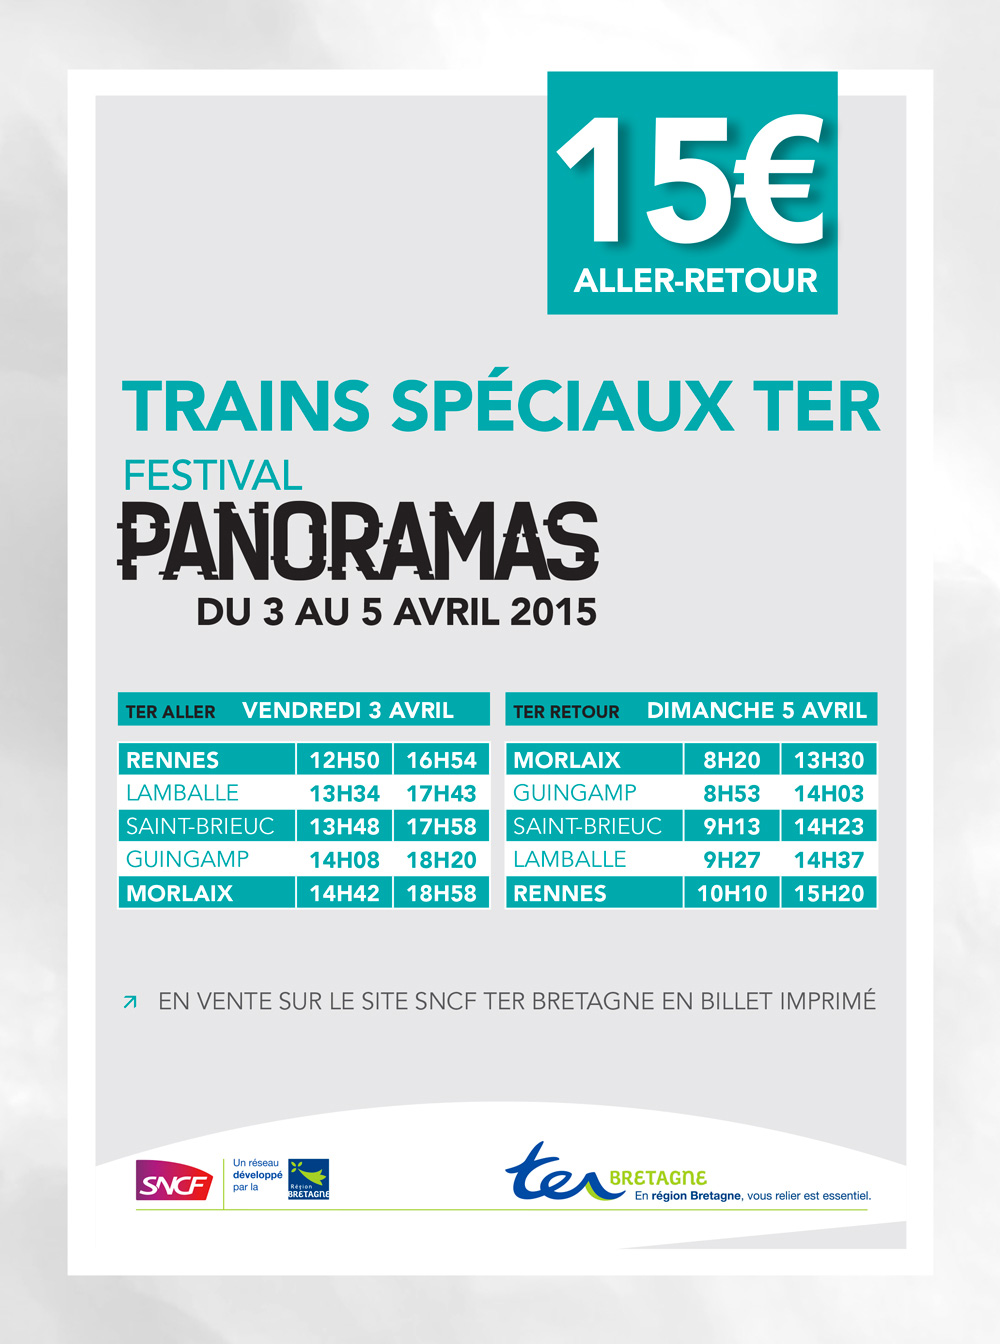 15€
ALLER-RETOUR
TRAINS SPÉCIAUX TER
FESTIVAL
PANORAMAS
DU 3 AU 5 AVRIL 2015
TER ALLER VENDREDI 3 AVRIL
RENNES 12H50 16H54
LAMBALLE 13H34 17H43
SAINT-BRIEUC 13H48 17H58
GUINGAMP 14H08 18H20
MORLAIX 14H42 18H58
TER RETOUR DIMANCHE 5 AVRIL
MORLAIX 8H20 13H30
GUINGAMP 8H53 14H03
SAINT-BRIEUC 9H13 14H23
LAMBALLE 9H27 14H37
RENNES 10H10 15H20
EN VENTE SUR LE SITE SNCF TER BRETAGNE EN BILLET IMPRIMÉ
SNCF
Un réseau
développé
par la
Région
BRETAGNE
ter BRETAGNE
En région Bretagne, vous relier est essentiel.